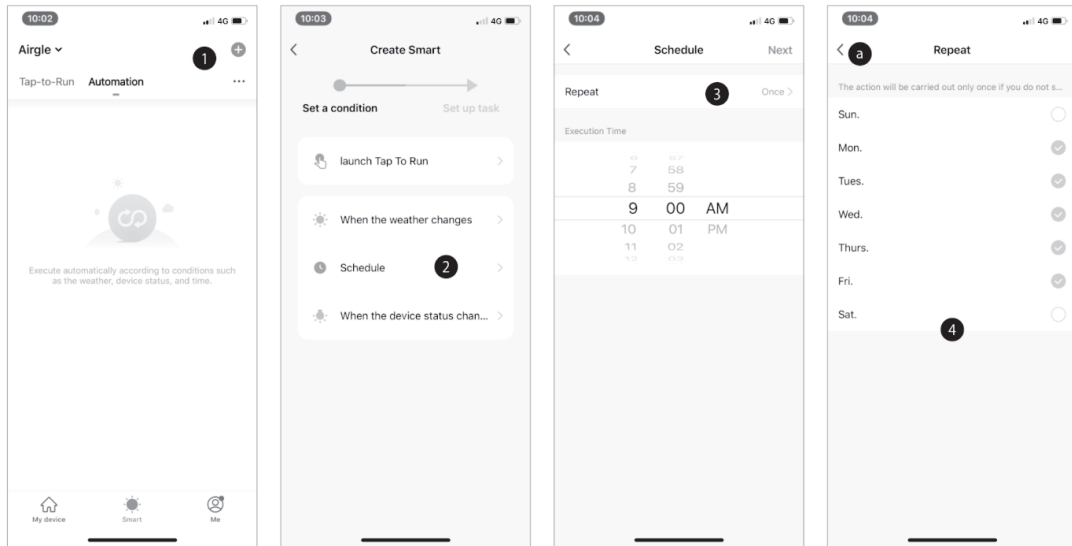 10:02
4G
Airgle
1
Tap-to-Run Automation
Execute automatically according to conditions such
as the weather, device status, and time.
My device Smart Me
10:03
4G
Create Smart
Set a condition Set up task
launch Tap To Run
When the weather changes
Schedule 2
When the device status chan...
10:04
4G
Schedule Next
Repeat 3 Once
Execution Time
6 57
7 58
8 59
9 00 AM
10 01 PM
11 02
12 03
10:04
4G
a Repeat
The action will be carried out only once if you do not s...
Sun.
Mon.
Tues.
Wed.
Thurs.
Fri.
Sat.
4